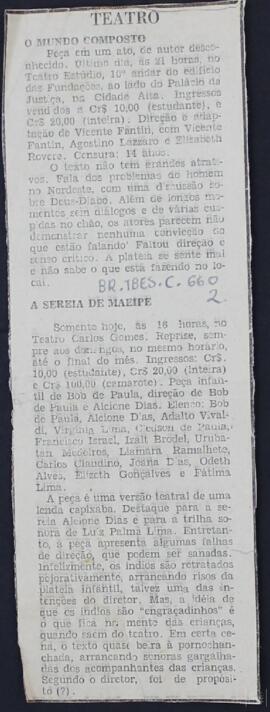 TEATRO
O MUNDO COMPOSTO
Peça em um ato, de autor desco-
nhecido. Último dia, às 21 horas, no
Teatro Estúdio, 10º andar do edifício
das Fundações, ao lado do Palácio da
Justiça, na Cidade Alta. Ingressos
vendidos a Cr$ 10,00 (estudante), e
Cr$ 20,00 (inteira). Direção e adap-
tação de Vicente Fantini, com Vicente
Fantin, Agostino Lazzaro e Elizabeth
Rovere. Censura: 14 anos.
O texto não tem grandes atra-
tivos. Fala dos problemas do homem
no Nordeste, com uma discussão so-
bre Deus-Diabo. Além de longos mo-
mentos sem diálogos e de várias cus-
pidas no chão, os atores parecem não
demonstrar nenhuma convicção do
que estão falando. Faltou direção e
senso crítico. A platéia se sente mal
e não sabe o que está fazendo no lo-
cal.
BR.IBES.C.660
2.
A SEREIA DE MAEIPE
Somente hoje, às 16 horas, no
Teatro Carlos Gomes. Reprise, sem-
pre aos domingos, no mesmo horário,
até o final do mês. Ingressos: Cr$.
10,00 (estudante), Cr$ 20,00 (inteira)
e Cr$ 100,00 (camarote). Peça infan-
til de Bob de Paula, direção de Bob
de Paula e Alcione Dias. Elenco: Bob
de Paula, Alcione Dias, Adalto Vival-
di, Virgínia Lima, Cledson de Paula,
Francisco Israel, Izalt Brodel, Uruba-
tan Medeiros, Liamara Ramalhete,
Carlos Claudino, Joana Dias, Odeth
Alves, Elizeth Gonçalves e Fátima
Lima.
A peça é uma versão teatral de uma
lenda capixaba. Destaque para a se-
reia Alcione Dias e para a trilha so-
nora de Luiz Palma Lima. Entretan-
to, a peça apresenta algumas falhas
de direção, que podem ser sanadas.
Infelizmente, os índios são retratados
pejorativamente, arrancando risos da
platéia infantil, talvez uma das in-
tenções do diretor. Mas, a idéia de
que os índios são "engraçadinhos" é
o que fica na mente das crianças,
quando saem do teatro. Em certa ce-
na, o texto quase beira à pornochan-
chada, arrancando sonoras gargalha-
das dos acompanhantes das crianças.
Segundo o diretor, foi de propósi-
to (?).